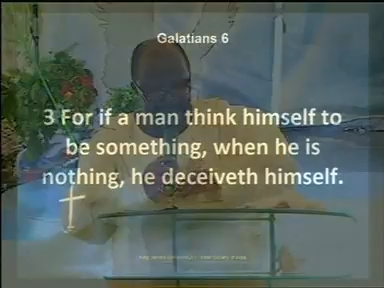 Galatians 6
3 For if a man think himself to
be something, when he is
nothing, he deceiveth himself.